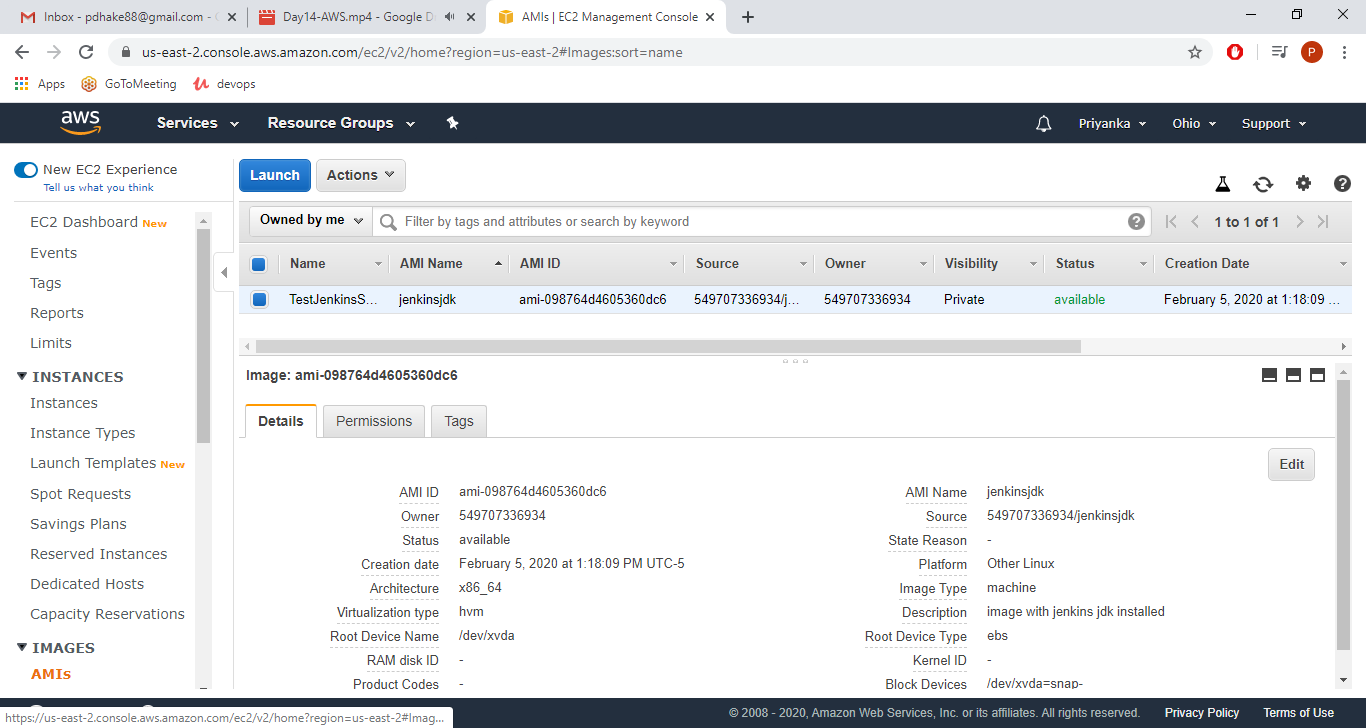 Inbox - pdhake88@gmail.com -
Day14-AWS.mp4 - Google D
AMIs | EC2 Management Console
us-east-2.console.aws.amazon.com/ec2/v2/home?region=us-east-2#Images:sort=name
P
Apps GoToMeeting devops
aws Services Resource Groups Priyanka Ohio Support
New EC2 Experience
Tell us what you think
EC2 Dashboard New
Events
Tags
Reports
Limits
INSTANCES
Instances
Instance Types
Launch Templates New
Spot Requests
Savings Plans
Reserved Instances
Dedicated Hosts
Capacity Reservations
IMAGES
AMIs
Launch Actions
Owned by me Filter by tags and attributes or search by keyword 1 to 1 of 1
Name AMI Name AMI ID Source Owner Visibility Status Creation Date
TestJenkinsS... jenkinsjdk ami-098764d4605360dc6 549707336934/j... 549707336934 Private available February 5, 2020 at 1:18:09 ...
Image: ami-098764d4605360dc6
Details Permissions Tags
Edit
AMI ID ami-098764d4605360dc6 AMI Name jenkinsjdk
Owner 549707336934 Source 549707336934/jenkinsjdk
Status available State Reason -
Creation date February 5, 2020 at 1:18:09 PM UTC-5 Platform Other Linux
Architecture x86_64 Image Type machine
Virtualization type hvm Description image with jenkins jdk installed
Root Device Name /dev/xvda Root Device Type ebs
RAM disk ID - Kernel ID -
Product Codes - Block Devices /dev/xvda=snap-
https://us-east-2.console.aws.amazon.com/ec2/v2/home?region=us-east-2#Imag...
© 2008 - 2020, Amazon Web Services, Inc. or its affiliates. All rights reserved. Privacy Policy Terms of Use